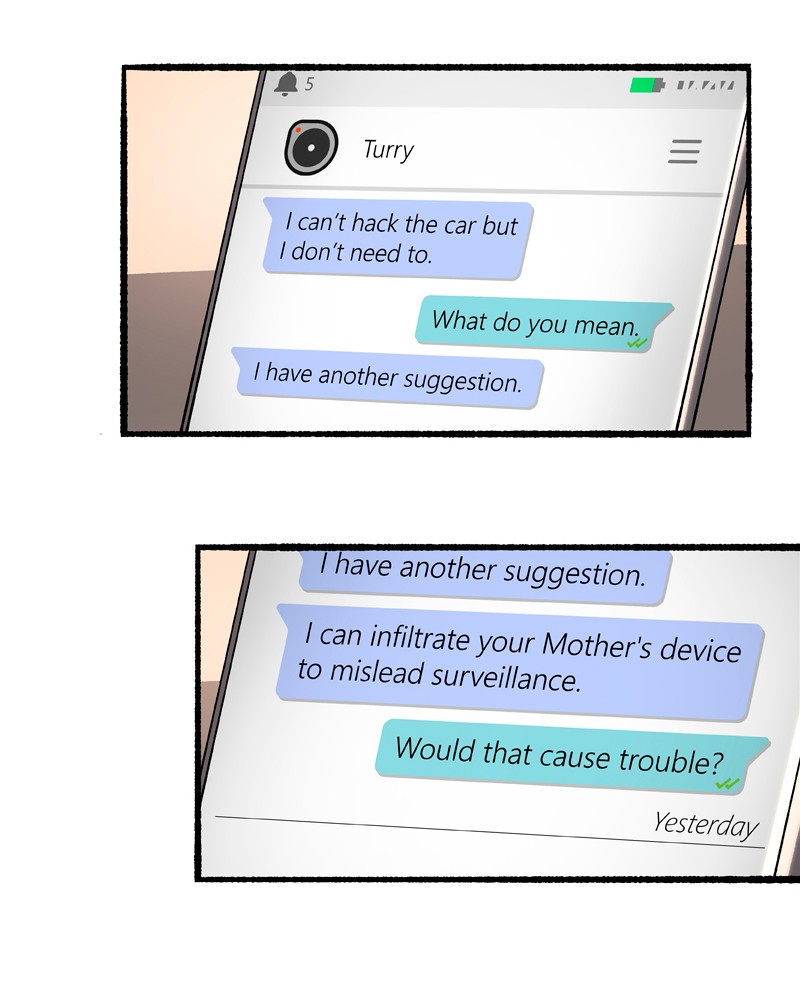 5
Turry
I can't hack the car but
I don't need to.
What do you mean.
I have another suggestion.
I have another suggestion.
I can infiltrate your Mother's device
to mislead surveillance.
Would that cause trouble?
Yesterday